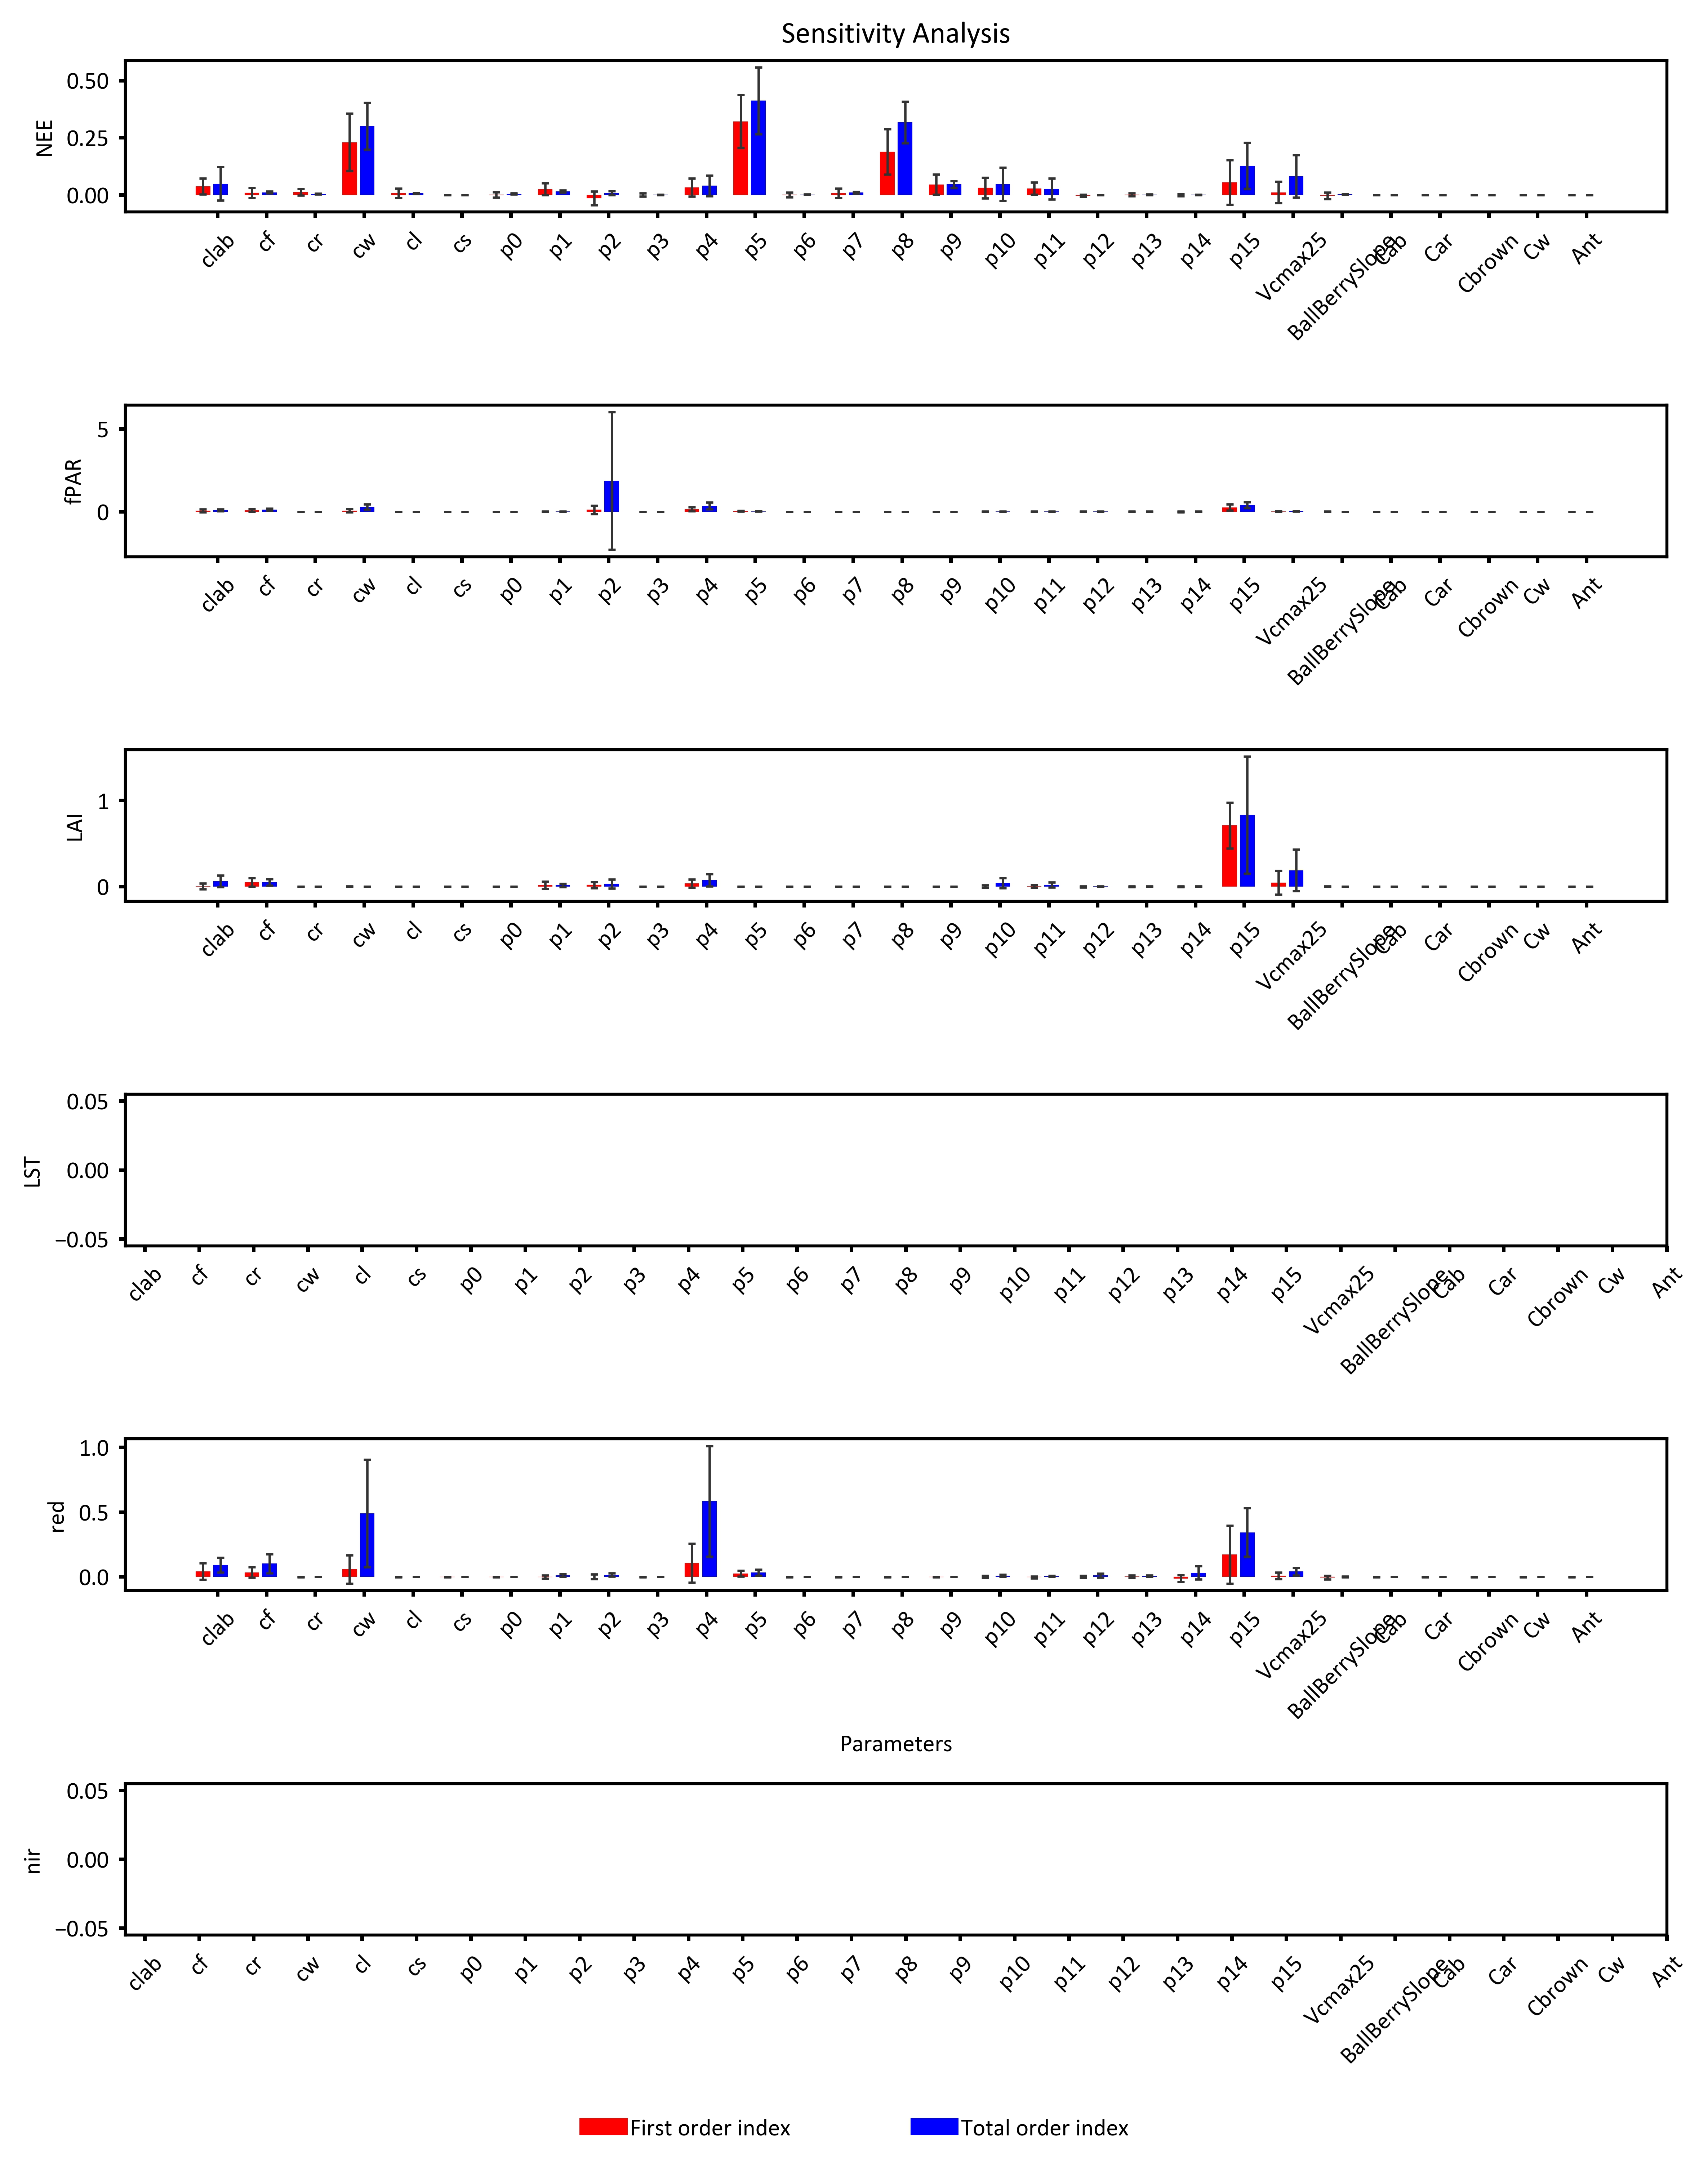 Sensitivity Analysis
NEE
0.50
0.25
0.00
clab cf cr cw cl cs p0 p1 p2 p3 p4 p5 p6 p7 p8 p9 p10 p11 p12 p13 p14 p15 Vcmax25 BallBerrySlope Cab Car Cbrown Cw Ant
fPAR
5
0
clab cf cr cw cl cs p0 p1 p2 p3 p4 p5 p6 p7 p8 p9 p10 p11 p12 p13 p14 p15 Vcmax25 BallBerrySlope Cab Car Cbrown Cw Ant
LAI
1
0
clab cf cr cw cl cs p0 p1 p2 p3 p4 p5 p6 p7 p8 p9 p10 p11 p12 p13 p14 p15 Vcmax25 BallBerrySlope Cab Car Cbrown Cw Ant
LST
0.05
0.00
−0.05
clab cf cr cw cl cs p0 p1 p2 p3 p4 p5 p6 p7 p8 p9 p10 p11 p12 p13 p14 p15 Vcmax25 BallBerrySlope Cab Car Cbrown Cw Ant
red
1.0
0.5
0.0
clab cf cr cw cl cs p0 p1 p2 p3 p4 p5 p6 p7 p8 p9 p10 p11 p12 p13 p14 p15 Vcmax25 BallBerrySlope Cab Car Cbrown Cw Ant
Parameters
nir
0.05
0.00
−0.05
clab cf cr cw cl cs p0 p1 p2 p3 p4 p5 p6 p7 p8 p9 p10 p11 p12 p13 p14 p15 Vcmax25 BallBerrySlope Cab Car Cbrown Cw Ant
First order index
Total order index